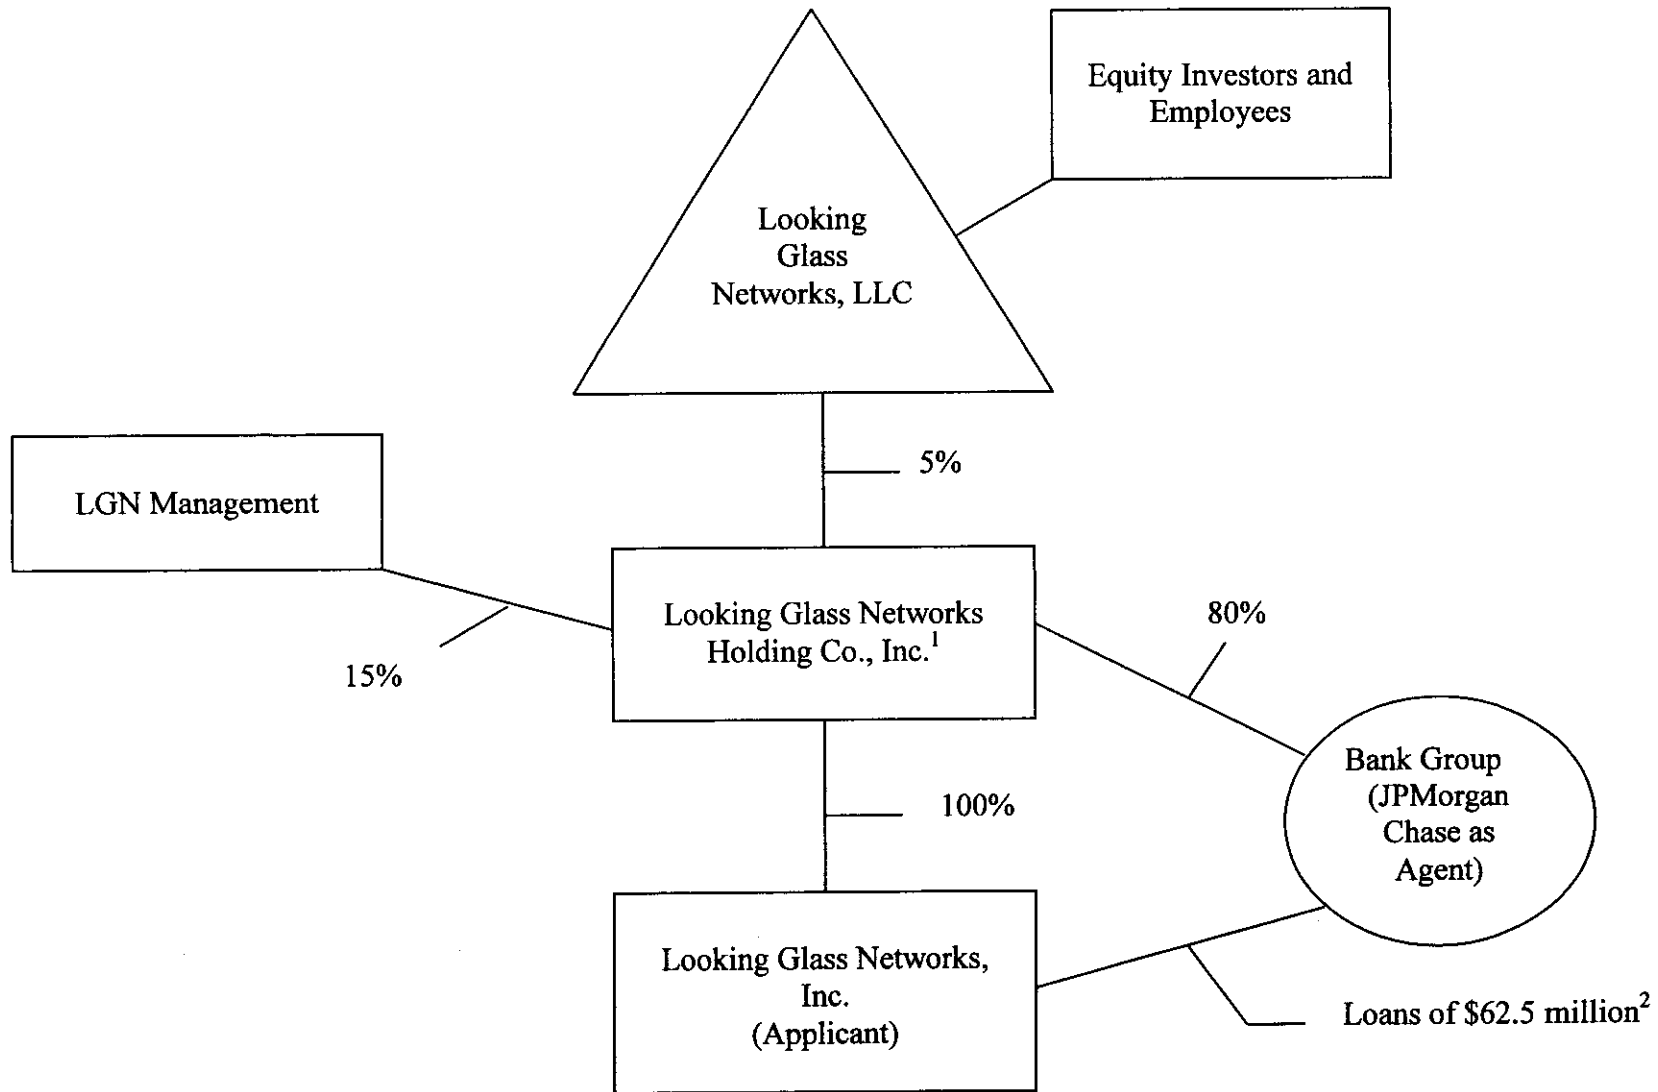 Equity Investors and
Employees
Looking
Glass
Networks, LLC
5%
LGN Management
Looking Glass Networks
Holding Co., Inc.1
80%
15%
Bank Group
(JPMorgan
Chase as
Agent)
100%
Looking Glass Networks,
Inc.
(Applicant)
Loans of $62.5 million2